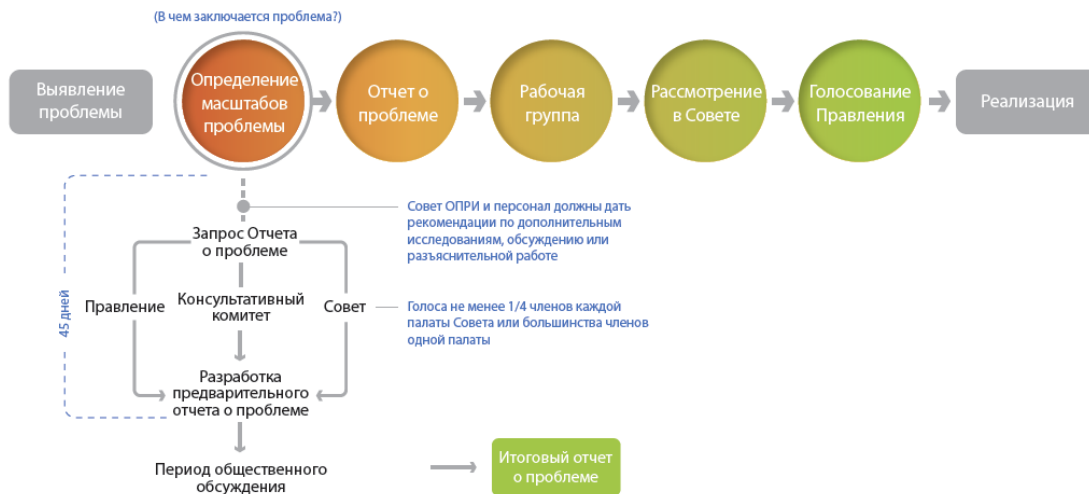 (В чем заключается проблема?)
Выявление
проблемы
Определение
масштабов
проблемы
Отчет о
проблеме
Рабочая
группа
Рассмотрение
в Совете
Голосование
Правления
Реализация
Совет ОПРИ и персонал должны дать
рекомендации по дополнительным
исследованиям, обсуждению или
разъяснительной работе
Запрос Отчета
о проблеме
45 дней
Правление
Консультативный
комитет
Совет
Голоса не менее 1/4 членов каждой
палаты Совета или большинства членов
одной палаты
Разработка
предварительного
отчета о проблеме
Период общественного
обсуждения
Итоговый отчет
о проблеме